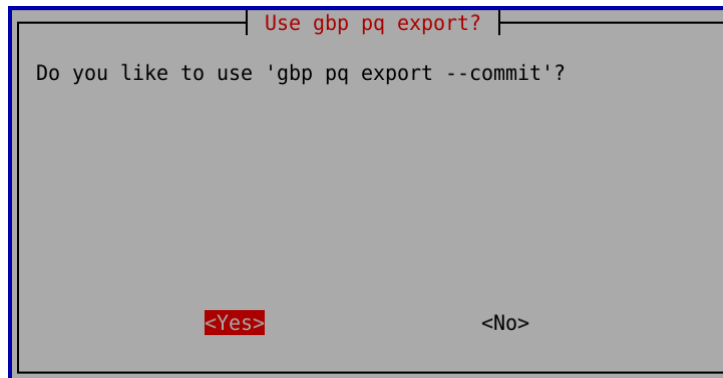 Use gbp pq export?
Do you like to use 'gbp pq export --commit'?
<Yes> <No>